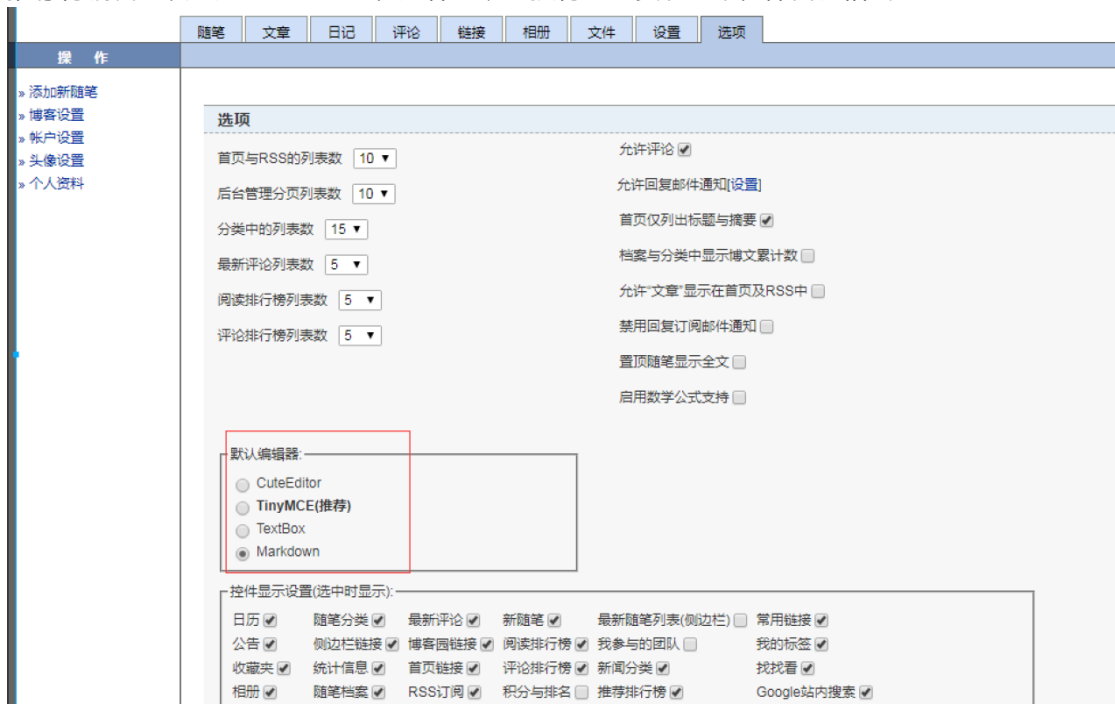 随笔 文章 日记 评论 链接 相册 文件 设置 选项
操 作
» 添加新随笔
» 博客设置
» 帐户设置
» 头像设置
» 个人资料
选项
首页与RSS的列表数 10
后台管理分页列表数 10
分类中的列表数 15
最新评论列表数 5
阅读排行榜列表数 5
评论排行榜列表数 5
允许评论
允许回复邮件通知[设置]
首页仅列出标题与摘要
档案与分类中显示博文累计数
允许“文章”显示在首页及RSS中
禁用回复订阅邮件通知
置顶随笔显示全文
启用数学公式支持
默认编辑器:
CuteEditor
TinyMCE(推荐)
TextBox
Markdown
控件显示设置(选中时显示):
日历 随笔分类 最新评论 新随笔 最新随笔列表(侧边栏) 常用链接
公告 侧边栏链接 博客园链接 阅读排行榜 我参与的团队 我的标签
收藏夹 统计信息 首页链接 评论排行榜 新闻分类 找找看
相册 随笔档案 RSS订阅 积分与排名 推荐排行榜 Google站内搜索